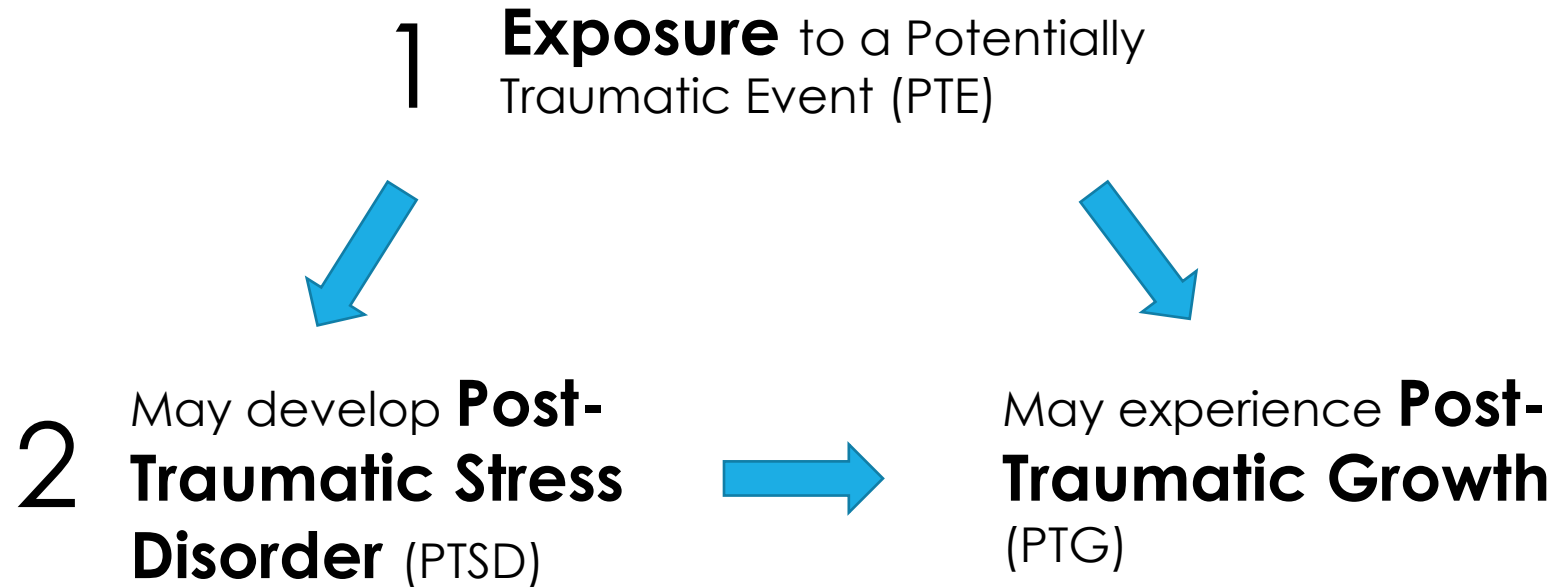 1
Exposure to a Potentially
Traumatic Event (PTE)
2
May develop Post-
Traumatic Stress
Disorder (PTSD)
May experience Post-
Traumatic Growth
(PTG)